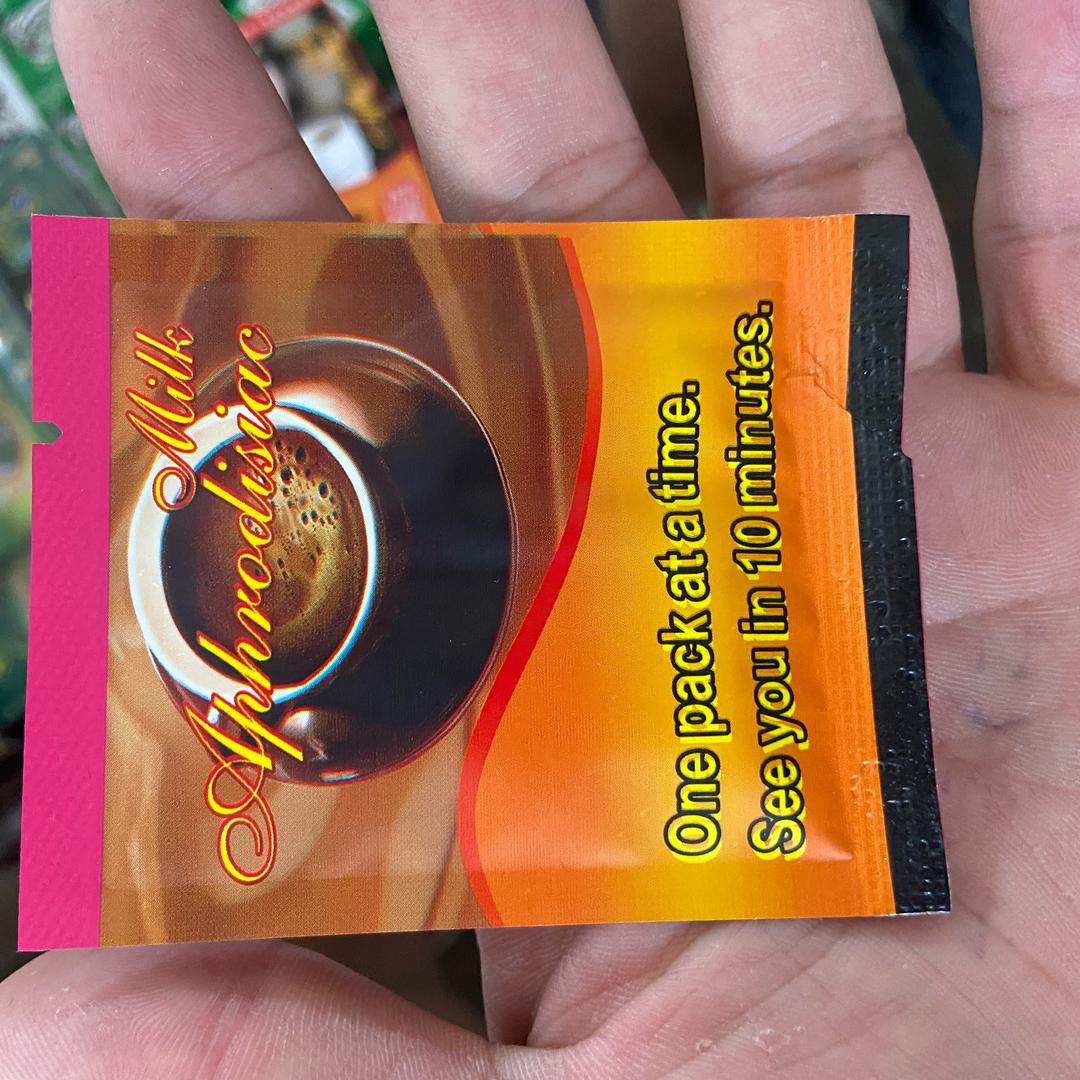 Milk
Aphrodisiac
One pack at a time.
See you in 10 minutes.